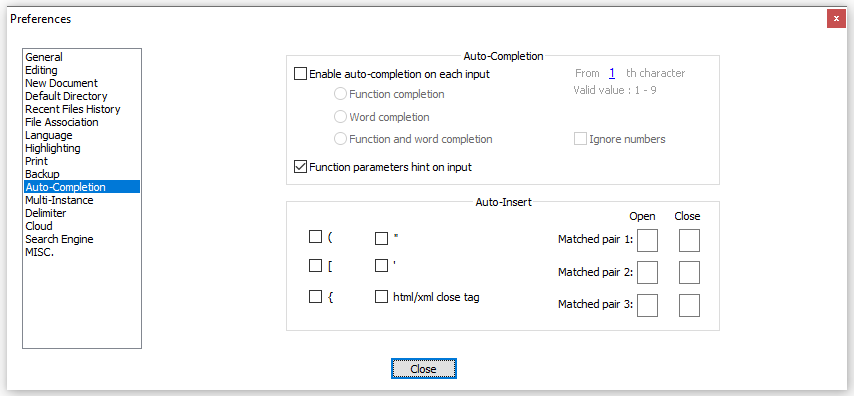 Preferences
x
General
Editing
New Document
Default Directory
Recent Files History
File Association
Language
Highlighting
Print
Backup
Auto-Completion
Multi-Instance
Delimiter
Cloud
Search Engine
MISC.
Auto-Completion
Enable auto-completion on each input
From 1 th character
Valid value : 1 - 9
Function completion
Word completion
Function and word completion
Ignore numbers
Function parameters hint on input
Auto-Insert
Open Close
( " Matched pair 1:
[ ' Matched pair 2:
{ html/xml close tag Matched pair 3:
Close